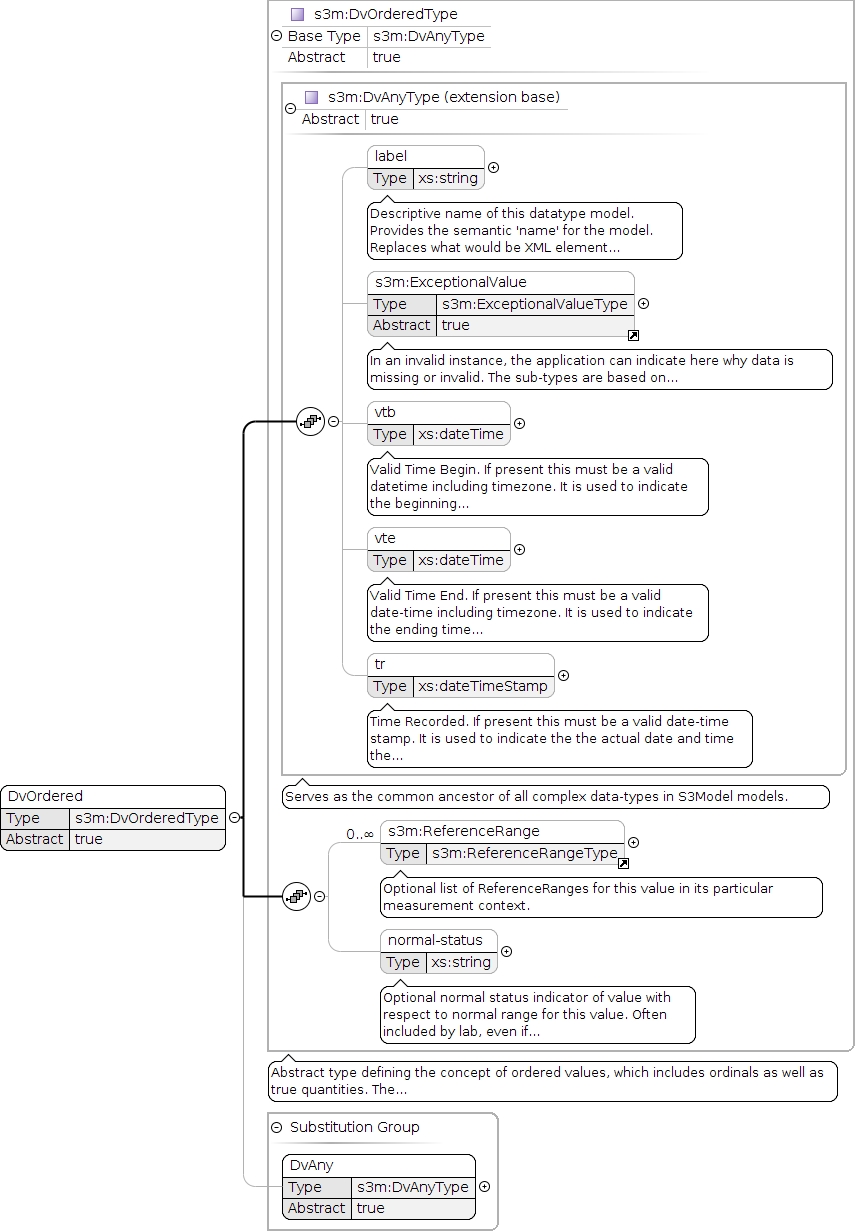 s3m:DvOrderedType
Base Type s3m:DvAnyType
Abstract true
s3m:DvAnyType (extension base)
Abstract true
label
Type xs:string
Descriptive name of this datatype model.
Provides the semantic 'name' for the model.
Replaces what would be XML element...
s3m:ExceptionalValue
Type s3m:ExceptionalValueType
Abstract true
In an invalid instance, the application can indicate here why data is
missing or invalid. The sub-types are based on...
vtb
Type xs:dateTime
Valid Time Begin. If present this must be a valid
datetime including timezone. It is used to indicate
the beginning...
vte
Type xs:dateTime
Valid Time End. If present this must be a valid
date-time including timezone. It is used to indicate
the ending time...
tr
Type xs:dateTimeStamp
Time Recorded. If present this must be a valid date-time
stamp. It is used to indicate the the actual date and time
the...
Serves as the common ancestor of all complex data-types in S3Model models.
DvOrdered
Type s3m:DvOrderedType
Abstract true
0..∞
s3m:ReferenceRange
Type s3m:ReferenceRangeType
Optional list of ReferenceRanges for this value in its particular
measurement context.
normal-status
Type xs:string
Optional normal status indicator of value with
respect to normal range for this value. Often
included by lab, even if...
Abstract type defining the concept of ordered values, which includes ordinals as well as
true quantities. The...
Substitution Group
DvAny
Type s3m:DvAnyType
Abstract true